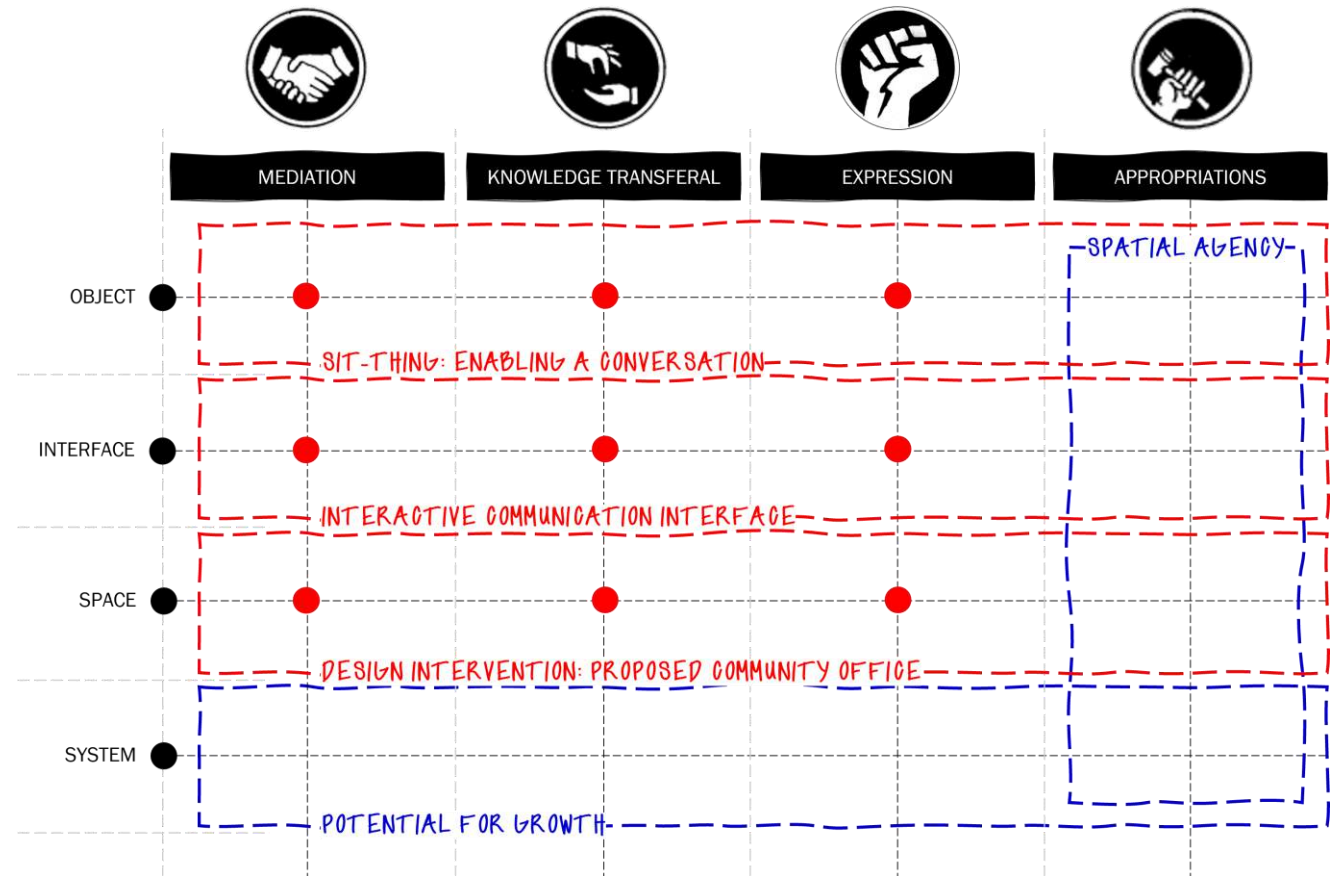 MEDIATION
KNOWLEDGE TRANSFERAL
EXPRESSION
APPROPRIATIONS
SPATIAL AGENCY
OBJECT
SIT-THING: ENABLING A CONVERSATION
INTERFACE
INTERACTIVE COMMUNICATION INTERFACE
SPACE
DESIGN INTERVENTION: PROPOSED COMMUNITY OFFICE
SYSTEM
POTENTIAL FOR GROWTH